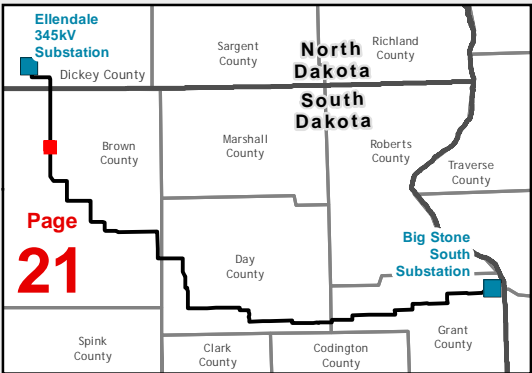 Ellendale
345kV
Substation
Dickey County
Sargent
County
Richland
County
North
Dakota
South
Dakota
Brown
County
Marshall
County
Roberts
County
Traverse
County
Page
21
Big Stone
South
Substation
Day
County
Spink
County
Clark
County
Codington
County
Grant
County